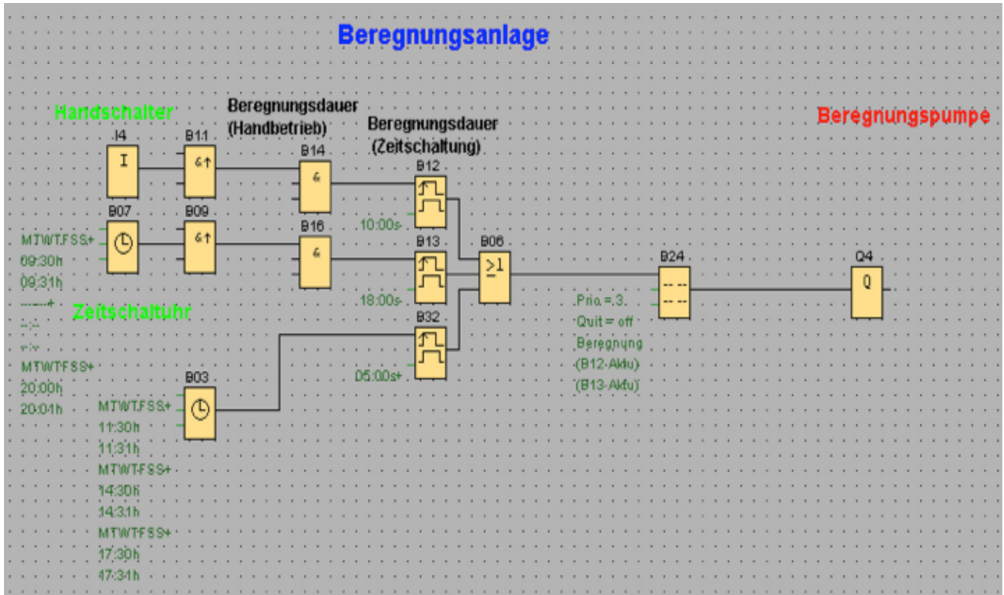 Beregnungsanlage
Handschalter
Beregnungsdauer
(Handbetrieb)
Beregnungsdauer
(Zeitschaltung)
Beregnungspumpe
I4
I
B11
&↑
B14
&
B12
10:00s
B07
B09
&↑
B16
&
B13
18:00s
B06
≥1
B24
Q4
Q
MTWTFSS+
09:30h
09:31h
-------+
--:--
--:--
MTWTFSS+
20:00h
20:01h
Zeitschaltuhr
B32
05:00s+
B03
MTWTFSS+
11:30h
11:31h
MTWTFSS+
14:30h
14:31h
MTWTFSS+
17:30h
17:31h
Prio = 3
Quit = off
Beregnung
(B12-Aktu)
(B13-Aktu)